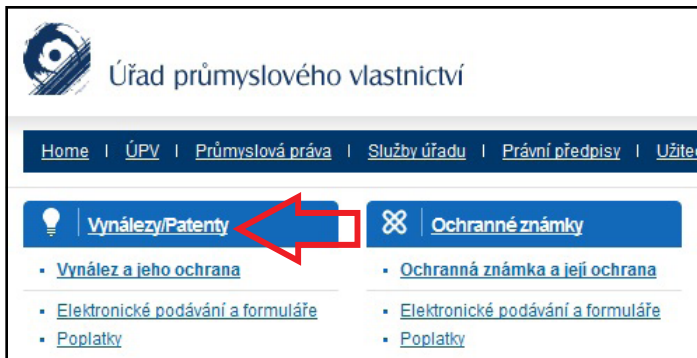 Úřad průmyslového vlastnictví
Home | ÚPV | Průmyslová práva | Služby úřadu | Právní předpisy |
Vynálezy/Patenty
Vynález a jeho ochrana
Elektronické podávání a formuláře
Poplatky
Ochranné známky
Ochranná známka a její ochrana
Elektronické podávání a formuláře
Poplatky